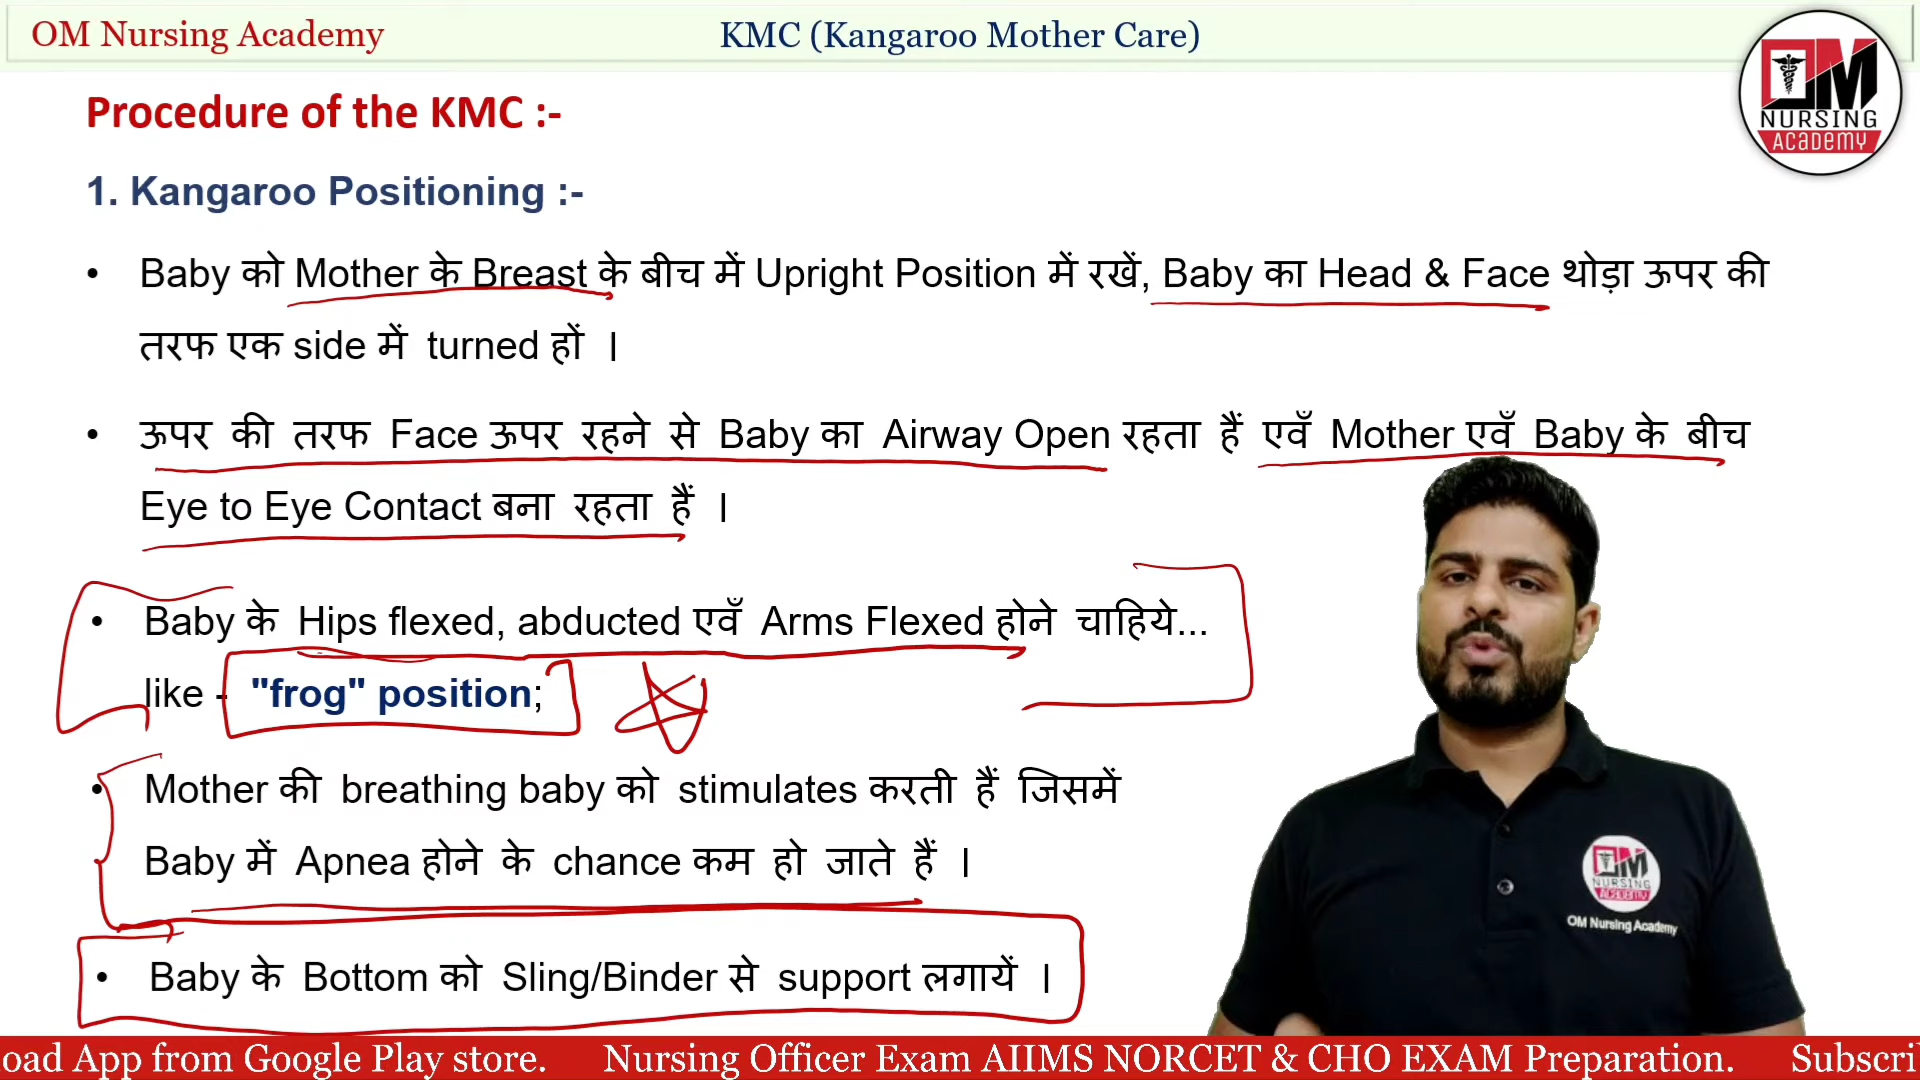 OM Nursing Academy
KMC (Kangaroo Mother Care)
OM
NURSING
Academy
Procedure of the KMC :-
1. Kangaroo Positioning :-
• Baby को Mother के Breast के बीच में Upright Position में रखें, Baby का Head & Face थोड़ा ऊपर की
तरफ एक side में turned हों ।
• ऊपर की तरफ Face ऊपर रहने से Baby का Airway Open रहता हैं एवँ Mother एवँ Baby के बीच
Eye to Eye Contact बना रहता हैं ।
• Baby के Hips flexed, abducted एवँ Arms Flexed होने चाहिये...
like - "frog" position;
• Mother की breathing baby को stimulates करती हैं जिसमें
Baby में Apnea होने के chance कम हो जाते हैं ।
• Baby के Bottom को Sling/Binder से support लगायें ।
OM
NURSING
Academy
OM Nursing Academy
oad App from Google Play store. Nursing Officer Exam AIIMS NORCET & CHO EXAM Preparation. Subscri